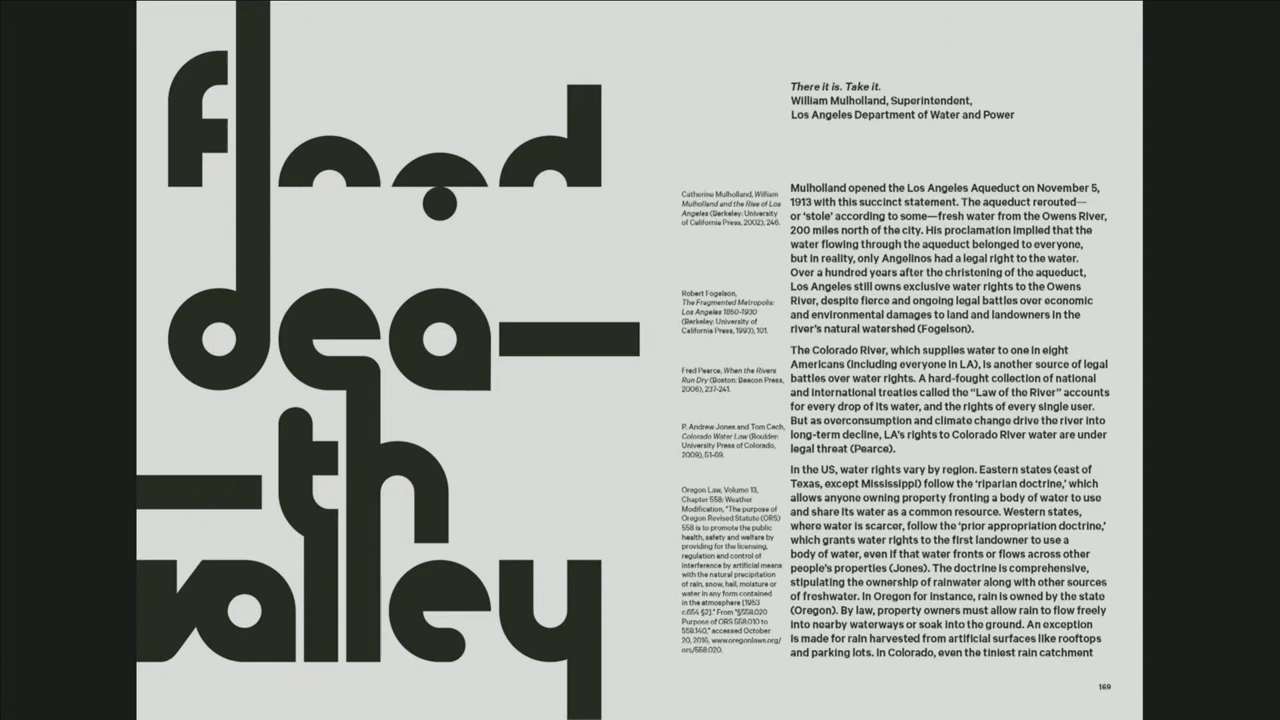 flood
dea—
—th
valley
There it is. Take it.
William Mulholland, Superintendent,
Los Angeles Department of Water and Power
Catherine Mulholland, William
Mulholland and the Rise of Los
Angeles (Berkeley: University
of California Press, 2002), 246.
Robert Fogelson,
The Fragmented Metropolis:
Los Angeles 1850-1930
(Berkeley: University of
California Press, 1993), 101.
Fred Pearce, When the Rivers
Run Dry (Boston: Beacon Press,
2006), 237-241.
P. Andrew Jones and Tom Cech,
Colorado Water Law (Boulder:
University Press of Colorado,
2009), 51-69.
Oregon Law, Volume 13,
Chapter 558: Weather
Modification, "The purpose of
Oregon Revised Statute (ORS)
558 is to promote the public
health, safety and welfare by
providing for the licensing,
regulation and control of
interference by artificial means
with the natural precipitation
of rain, snow, hail, moisture or
water in any form contained
in the atmosphere [1953
c.654 §2]." From "§558.020
Purpose of ORS 558.010 to
558.140," accessed October
20, 2016, www.oregonlaws.org/
ors/558.020.
Mulholland opened the Los Angeles Aqueduct on November 5,
1913 with this succinct statement. The aqueduct rerouted—
or ‘stole’ according to some—fresh water from the Owens River,
200 miles north of the city. His proclamation implied that the
water flowing through the aqueduct belonged to everyone,
but in reality, only Angelinos had a legal right to the water.
Over a hundred years after the christening of the aqueduct,
Los Angeles still owns exclusive water rights to the Owens
River, despite fierce and ongoing legal battles over economic
and environmental damages to land and landowners in the
river’s natural watershed (Fogelson).
The Colorado River, which supplies water to one in eight
Americans (including everyone in LA), is another source of legal
battles over water rights. A hard-fought collection of national
and international treaties called the “Law of the River” accounts
for every drop of its water, and the rights of every single user.
But as overconsumption and climate change drive the river into
long-term decline, LA’s rights to Colorado River water are under
legal threat (Pearce).
In the US, water rights vary by region. Eastern states (east of
Texas, except Mississippi) follow the ‘riparian doctrine,’ which
allows anyone owning property fronting a body of water to use
and share its water as a common resource. Western states,
where water is scarcer, follow the ‘prior appropriation doctrine,’
which grants water rights to the first landowner to use a
body of water, even if that water fronts or flows across other
people’s properties (Jones). The doctrine is comprehensive,
stipulating the ownership of rainwater along with other sources
of freshwater. In Oregon for instance, rain is owned by the state
(Oregon). By law, property owners must allow rain to flow freely
into nearby waterways or soak into the ground. An exception
is made for rain harvested from artificial surfaces like rooftops
and parking lots. In Colorado, even the tiniest rain catchment
169